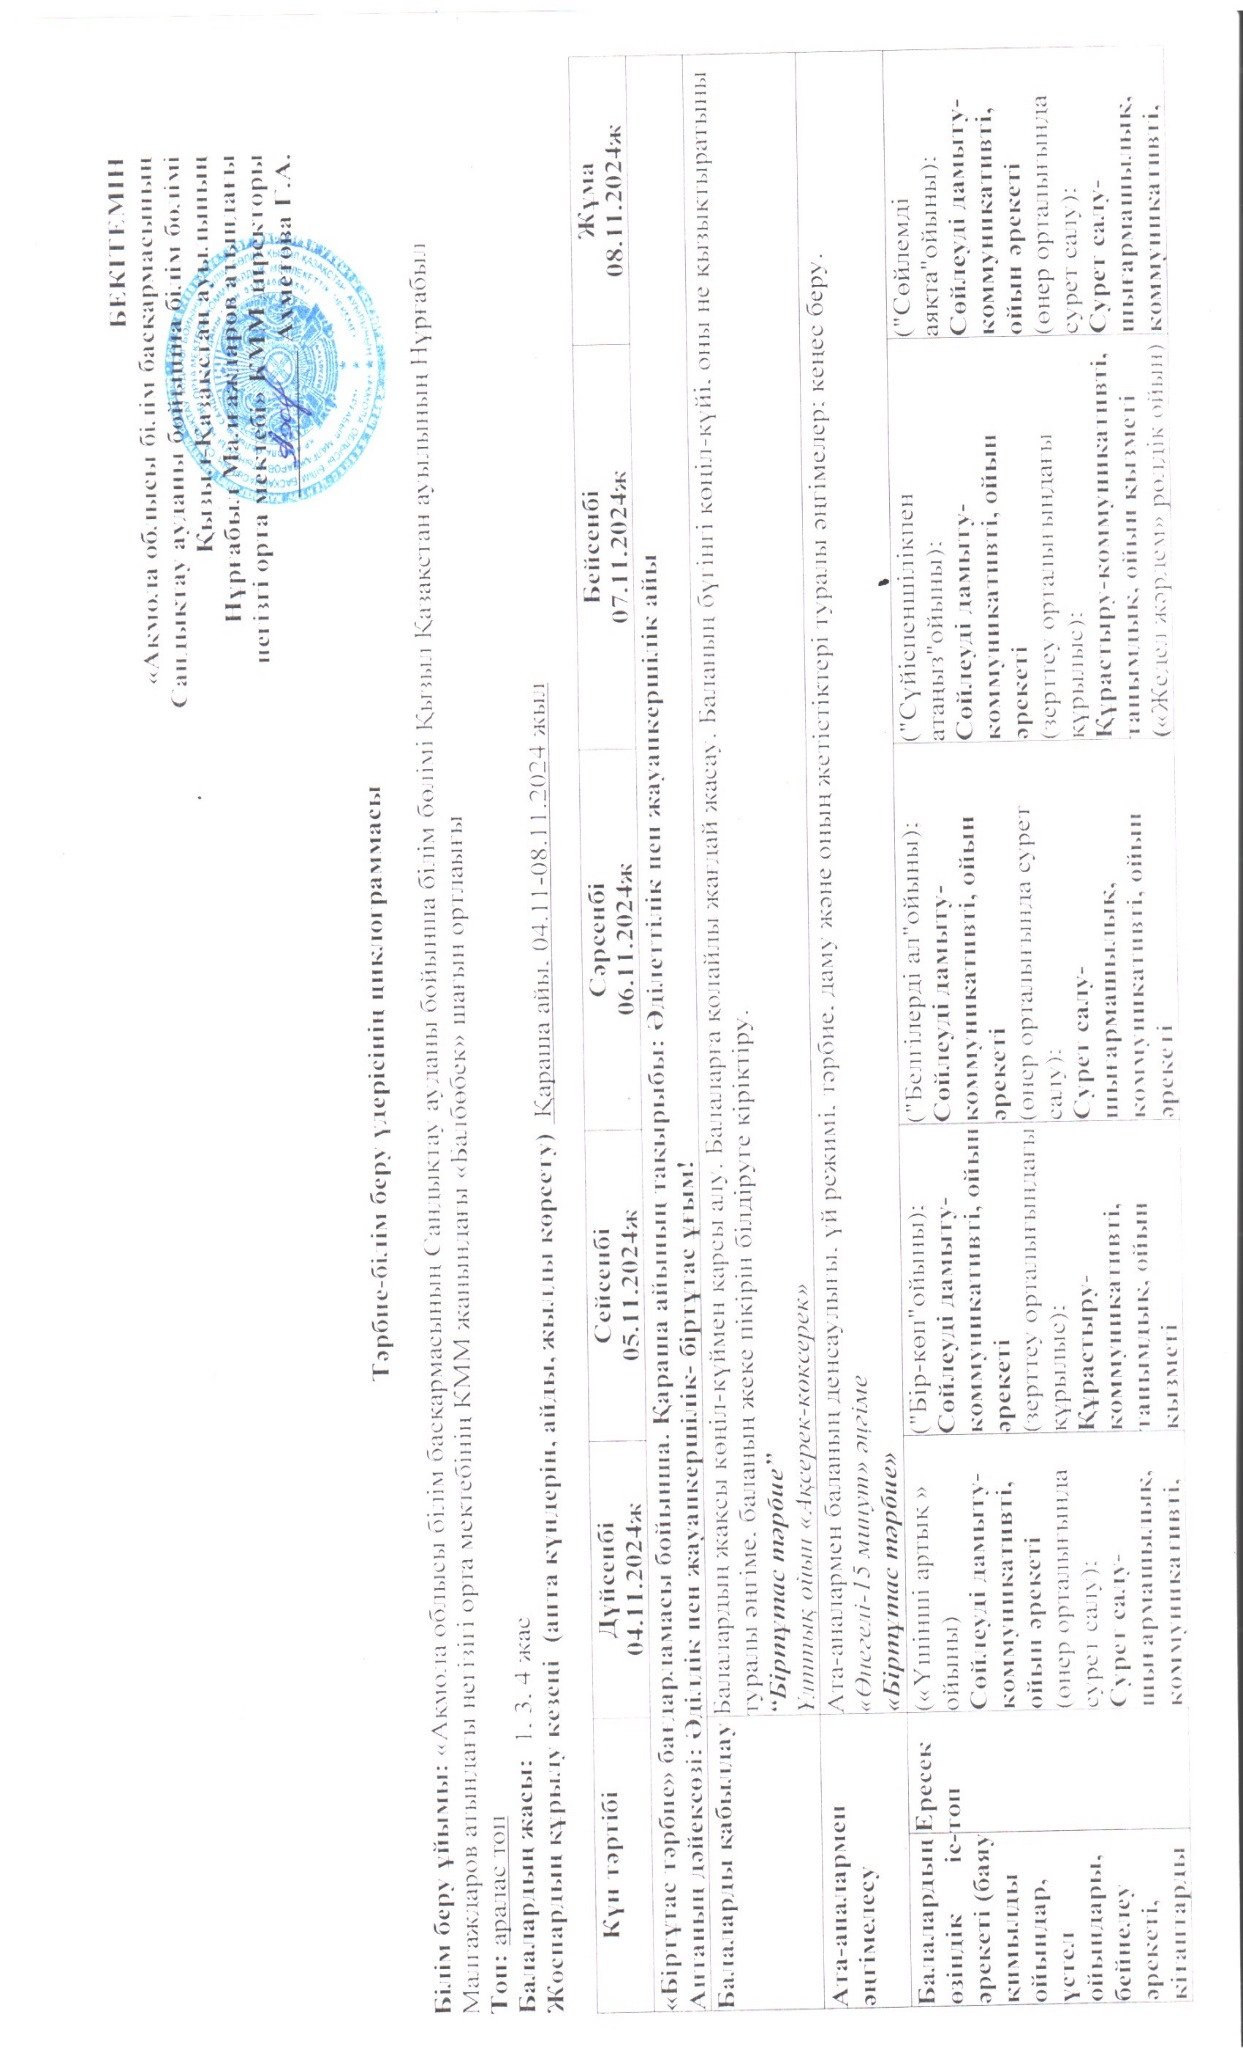 БЕКІТЕМІН
«Ақмола облысы білім басқармасының
Сандықтау ауданы бойынша білім бөлімі
Қызыл Қазақстан ауылының
Нұрғабыл Малғаждаров атындағы
негізгі орта мектебі» КММ директоры
Ахметова Г.А.
Тәрбие-білім беру үдерісінің циклограммасы
Білім беру ұйымы: «Ақмола облысы білім басқармасының Сандықтау ауданы бойынша білім бөлімі Қызыл Қазақстан ауылының Нұрғабыл
Малғаждаров атындағы негізгі орта мектебінің КММ жанындағы «Балбөбек» шағын ортлаығы
Топ: аралас топ
Балалардың жасы: 1. 3. 4 жас
Жоспардың құрылу кезеңі (апта күндерін, айды, жылды көрсету) Қараша айы. 04.11-08.11.2024 жыл
Күн тәртібі
Дүйсенбі
04.11.2024ж
Сейсенбі
05.11.2024ж
Сәрсенбі
06.11.2024ж
Бейсенбі
07.11.2024ж
Жұма
08.11.2024ж
«Біртұтас тәрбие» бағдарламасы бойынша. Қараша айының тақырыбы: Әділеттілік пен жауапкершілік айы
Аптаның дәйексөзі: Әділдік пен жауапкершілік- біртұтас ұғым!
Балаларды қабылдау
Балалардың жақсы көңіл-күймен қарсы алу. Балаларға қолайлы жағдай жасау. Баланың бүгінгі көңіл-күйі, оны не қызықтыратыны
туралы әңгіме, баланың жеке пікірін білдіруге кіріктіру.
“Біртұтас тәрбие”
Ұлттық ойын «Ақсерек-көксерек»
Ата-аналармен
әңгімелесу
Ата-аналармен баланың денсаулығы, үй режимі, тәрбие, даму және оның жетістіктері туралы әңгімелер: кеңес беру.
«Өнегелі-15 минут» әңгіме
«Біртұтас тәрбие»
Балалардың
өзіндік іс-
әрекеті (баяу
қимылды
ойындар,
үстел
ойындары,
бейнелеу
әрекеті,
кітаптарды
Ересек
топ
(«Үшінші артық »
ойыны)
Сөйлеуді дамыту-
коммуникативті,
ойын әрекеті
(өнер орталығында
сурет салу):
Сурет салу-
шығармашылық,
коммуникативті,
("Бір-көп"ойыны):
Сөйлеуді дамыту-
коммуникативті, ойын
әрекеті
(зерттеу орталығындағы
құрылыс):
Құрастыру-
коммуникативті,
танымдық, ойын
қызметі
("Белгілерді ал"ойыны):
Сөйлеуді дамыту-
коммуникативті, ойын
әрекеті
(өнер орталығында сурет
салу):
Сурет салу-
шығармашылық,
коммуникативті, ойын
әрекеті
("Сүйіспеншілікпен
атаңыз"ойыны):
Сөйлеуді дамыту-
коммуникативті, ойын
әрекеті
(зерттеу орталығындағы
құрылыс):
Құрастыру-коммуникативті,
танымдық, ойын қызметі
(«Жедел жәрдем» рөлдік ойын)
("Сөйлемді
аяқта"ойыны):
Сөйлеуді дамыту-
коммуникативті,
ойын әрекеті
(өнер орталығында
сурет салу):
Сурет салу-
шығармашылық,
коммуникативті,